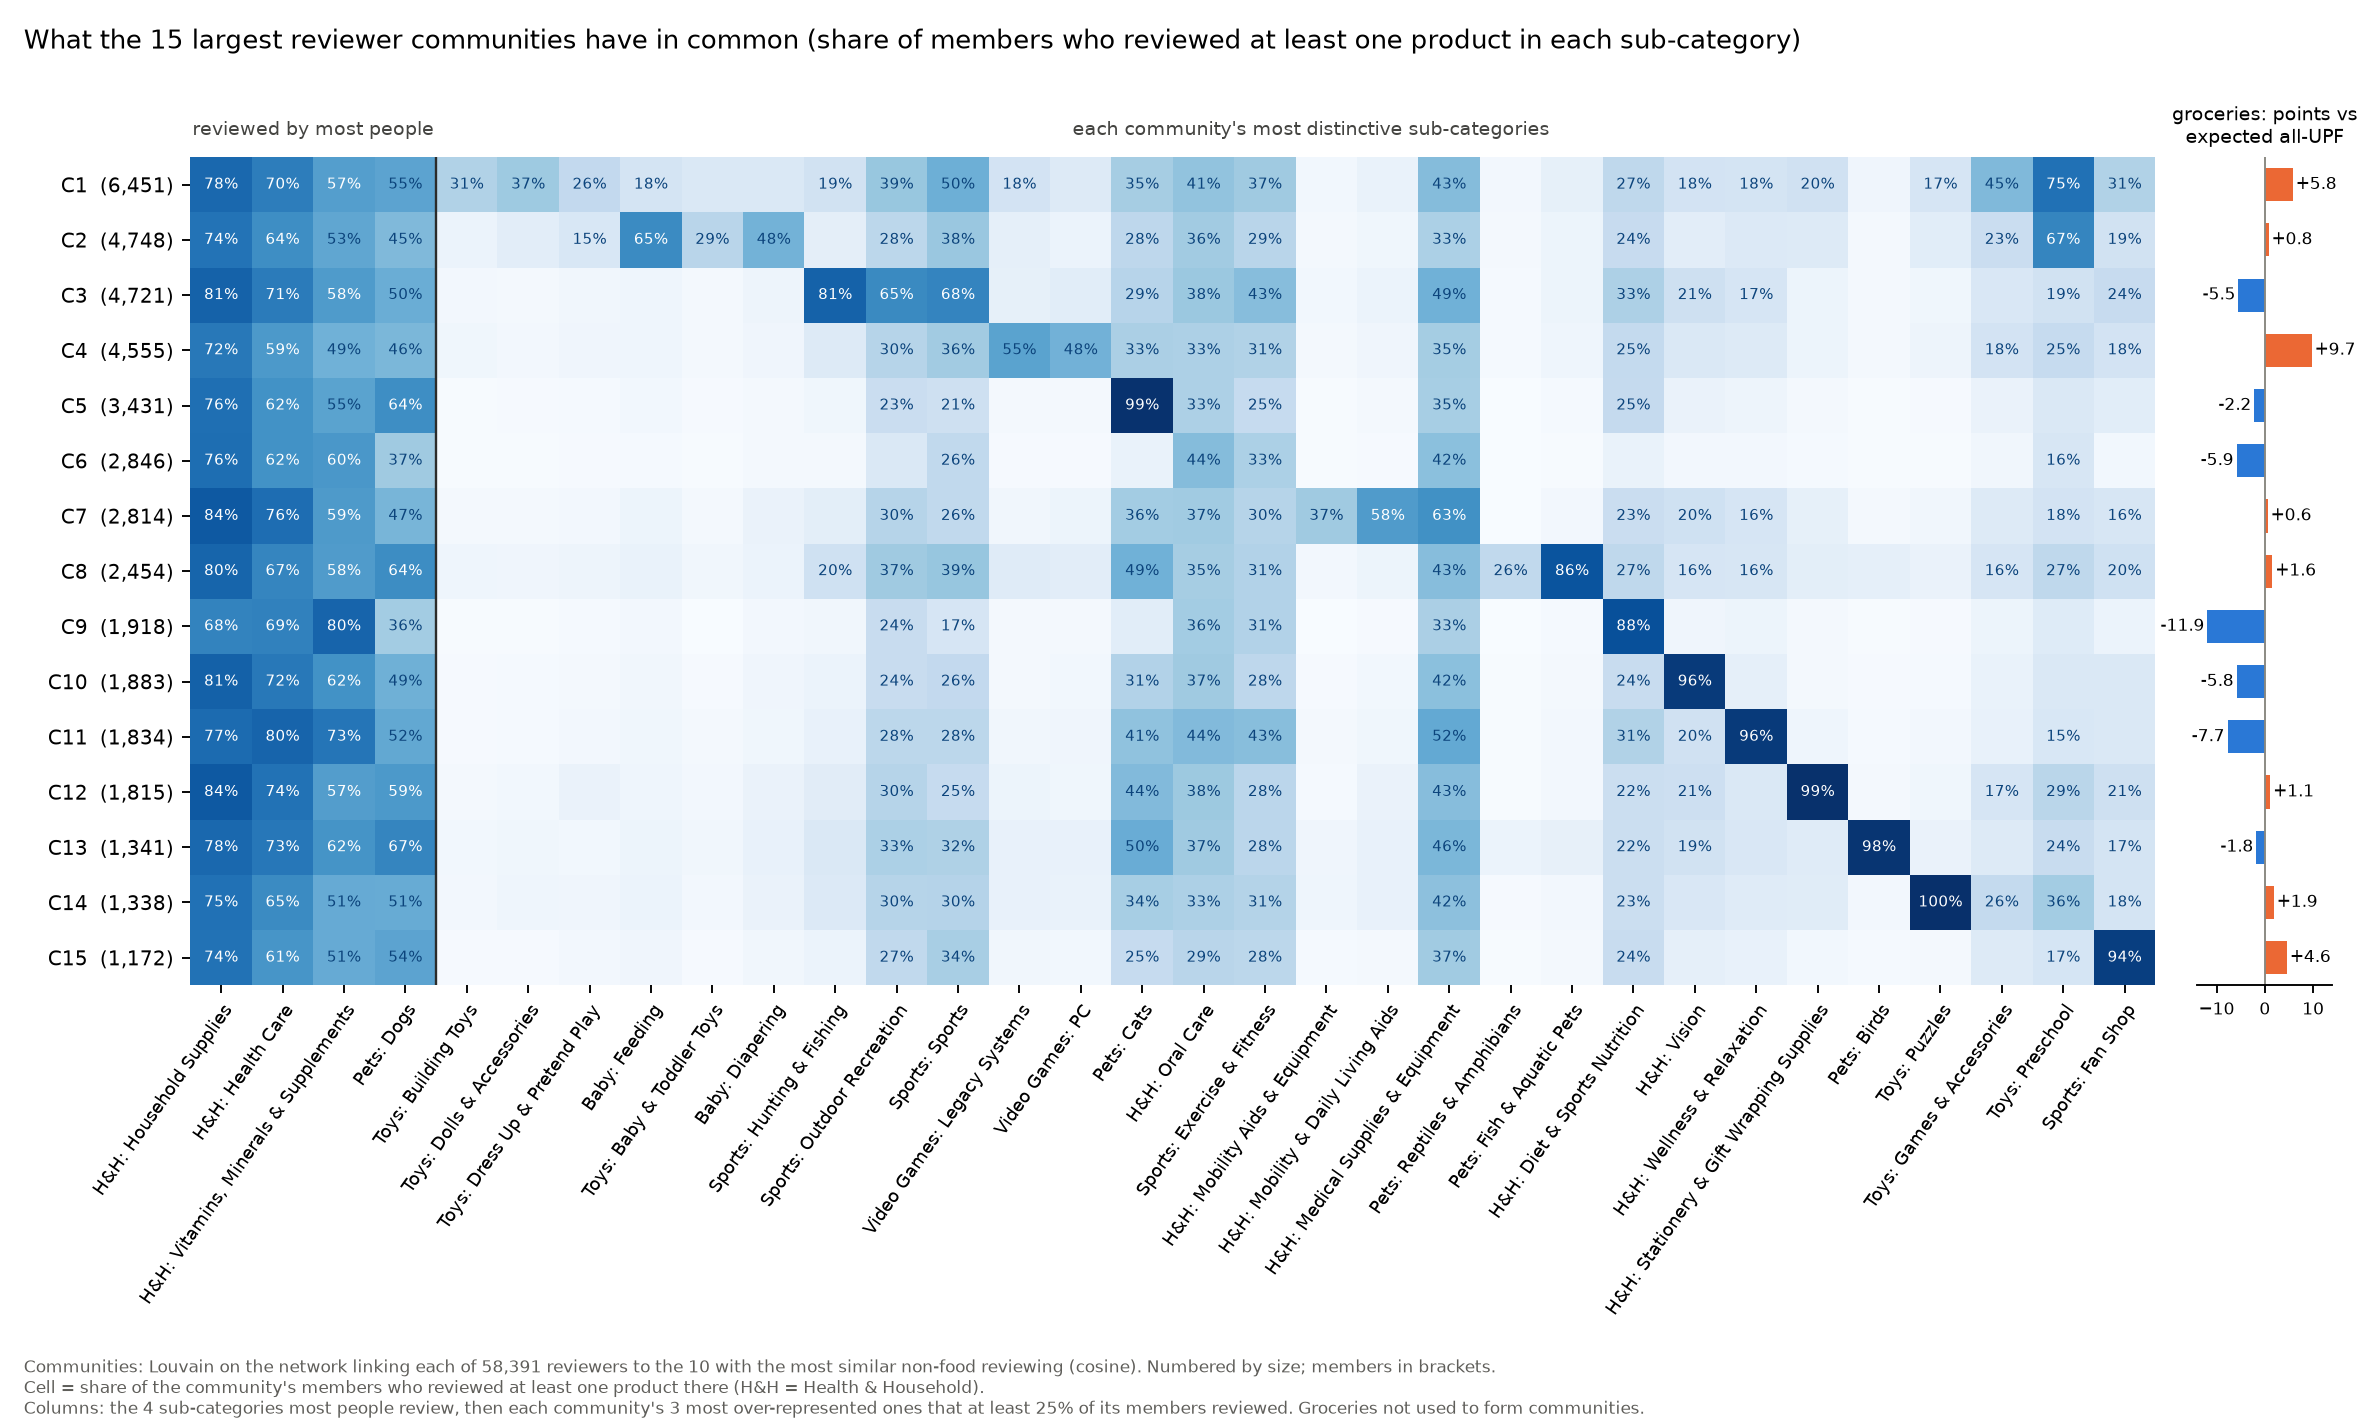 What the 15 largest reviewer communities have in common (share of members who reviewed at least one product in each sub-category)
reviewed by most people
each community's most distinctive sub-categories
groceries: points vs
expected all-UPF
C1 (6,451) 78% 70% 57% 55% 31% 37% 26% 18% 19% 39% 50% 18% 35% 41% 37% 43% 27% 18% 18% 20% 17% 45% 75% 31% +5.8
C2 (4,748) 74% 64% 53% 45% 15% 65% 29% 48% 28% 38% 28% 36% 29% 33% 24% 23% 67% 19% +0.8
C3 (4,721) 81% 71% 58% 50% 81% 65% 68% 29% 38% 43% 49% 33% 21% 17% 19% 24% -5.5
C4 (4,555) 72% 59% 49% 46% 30% 36% 55% 48% 33% 33% 31% 35% 25% 18% 25% 18% +9.7
C5 (3,431) 76% 62% 55% 64% 23% 21% 99% 33% 25% 35% 25% -2.2
C6 (2,846) 76% 62% 60% 37% 26% 44% 33% 42% 16% -5.9
C7 (2,814) 84% 76% 59% 47% 30% 26% 36% 37% 30% 37% 58% 63% 23% 20% 16% 18% 16% +0.6
C8 (2,454) 80% 67% 58% 64% 20% 37% 39% 49% 35% 31% 43% 26% 86% 27% 16% 16% 16% 27% 20% +1.6
C9 (1,918) 68% 69% 80% 36% 24% 17% 36% 31% 33% 88% -11.9
C10 (1,883) 81% 72% 62% 49% 24% 26% 31% 37% 28% 42% 24% 96% -5.8
C11 (1,834) 77% 80% 73% 52% 28% 28% 41% 44% 43% 52% 31% 20% 96% 15% -7.7
C12 (1,815) 84% 74% 57% 59% 30% 25% 44% 38% 28% 43% 22% 21% 99% 17% 29% 21% +1.1
C13 (1,341) 78% 73% 62% 67% 33% 32% 50% 37% 28% 46% 22% 19% 98% 24% 17% -1.8
C14 (1,338) 75% 65% 51% 51% 30% 30% 34% 33% 31% 42% 23% 100% 26% 36% 18% +1.9
C15 (1,172) 74% 61% 51% 54% 27% 34% 25% 29% 28% 37% 24% 17% 94% +4.6
−10 0 10
H&H: Household Supplies
H&H: Health Care
H&H: Vitamins, Minerals & Supplements
Pets: Dogs
Toys: Building Toys
Toys: Dolls & Accessories
Toys: Dress Up & Pretend Play
Baby: Feeding
Toys: Baby & Toddler Toys
Baby: Diapering
Sports: Hunting & Fishing
Sports: Outdoor Recreation
Sports: Sports
Video Games: Legacy Systems
Video Games: PC
Pets: Cats
H&H: Oral Care
Sports: Exercise & Fitness
H&H: Mobility Aids & Equipment
H&H: Mobility & Daily Living Aids
H&H: Medical Supplies & Equipment
Pets: Reptiles & Amphibians
Pets: Fish & Aquatic Pets
H&H: Diet & Sports Nutrition
H&H: Vision
H&H: Wellness & Relaxation
H&H: Stationery & Gift Wrapping Supplies
Pets: Birds
Toys: Puzzles
Toys: Games & Accessories
Toys: Preschool
Sports: Fan Shop
Communities: Louvain on the network linking each of 58,391 reviewers to the 10 with the most similar non-food reviewing (cosine). Numbered by size; members in brackets.
Cell = share of the community's members who reviewed at least one product there (H&H = Health & Household).
Columns: the 4 sub-categories most people review, then each community's 3 most over-represented ones that at least 25% of its members reviewed. Groceries not used to form communities.